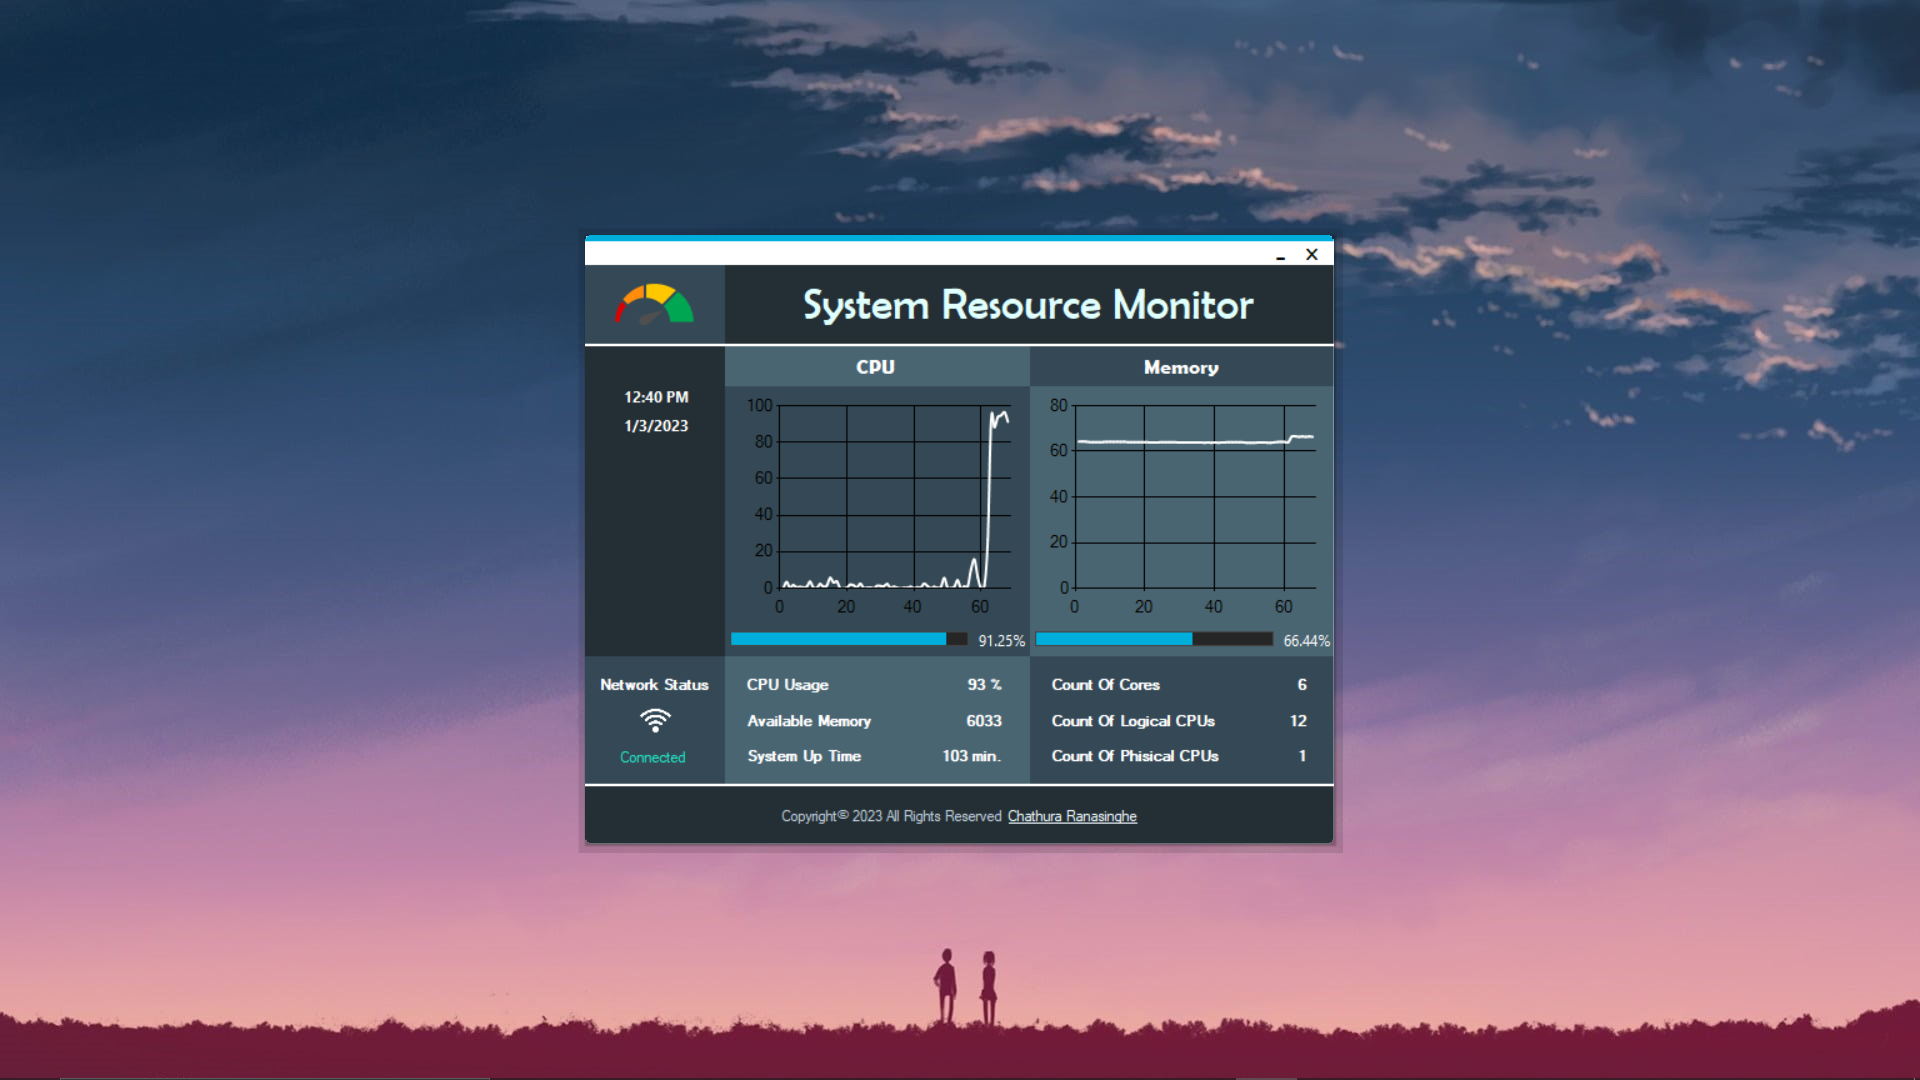 System Resource Monitor
12:40 PM
1/3/2023
CPU
100
80
60
40
20
0
0 20 40 60
91.25%
Memory
80
60
40
20
0
0 20 40 60
66.44%
Network Status
Connected
CPU Usage 93 %
Available Memory 6033
System Up Time 103 min.
Count Of Cores 6
Count Of Logical CPUs 12
Count Of Phisical CPUs 1
Copyright© 2023 All Rights Reserved Chathura Ranasinghe